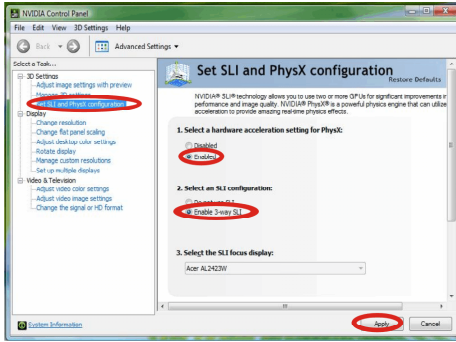 NVIDIA Control Panel
File Edit View 3D Settings Help
Back
Advanced Settings
Select a Task...
3D Settings
Adjust image settings with preview
Manage 3D settings
Set SLI and PhysX configuration
Display
Change resolution
Change flat panel scaling
Adjust desktop color settings
Rotate display
Manage custom resolutions
Set up multiple displays
Video & Television
Adjust video color settings
Adjust video image settings
Change the signal or HD format
System Information
Set SLI and PhysX configuration
Restore Defaults
NVIDIA® SLI® technology allows you to use two or more GPUs for significant improvements in
performance and image quality. NVIDIA® PhysX® is a powerful physics engine that can utilize
acceleration to provide amazing real-time physics effects.
1. Select a hardware acceleration setting for PhysX:
Disabled
Enabled
2. Select an SLI configuration:
Do not use SLI
Enable 3-way SLI
3. Select the SLI focus display:
Acer AL2423W
Apply
Cancel